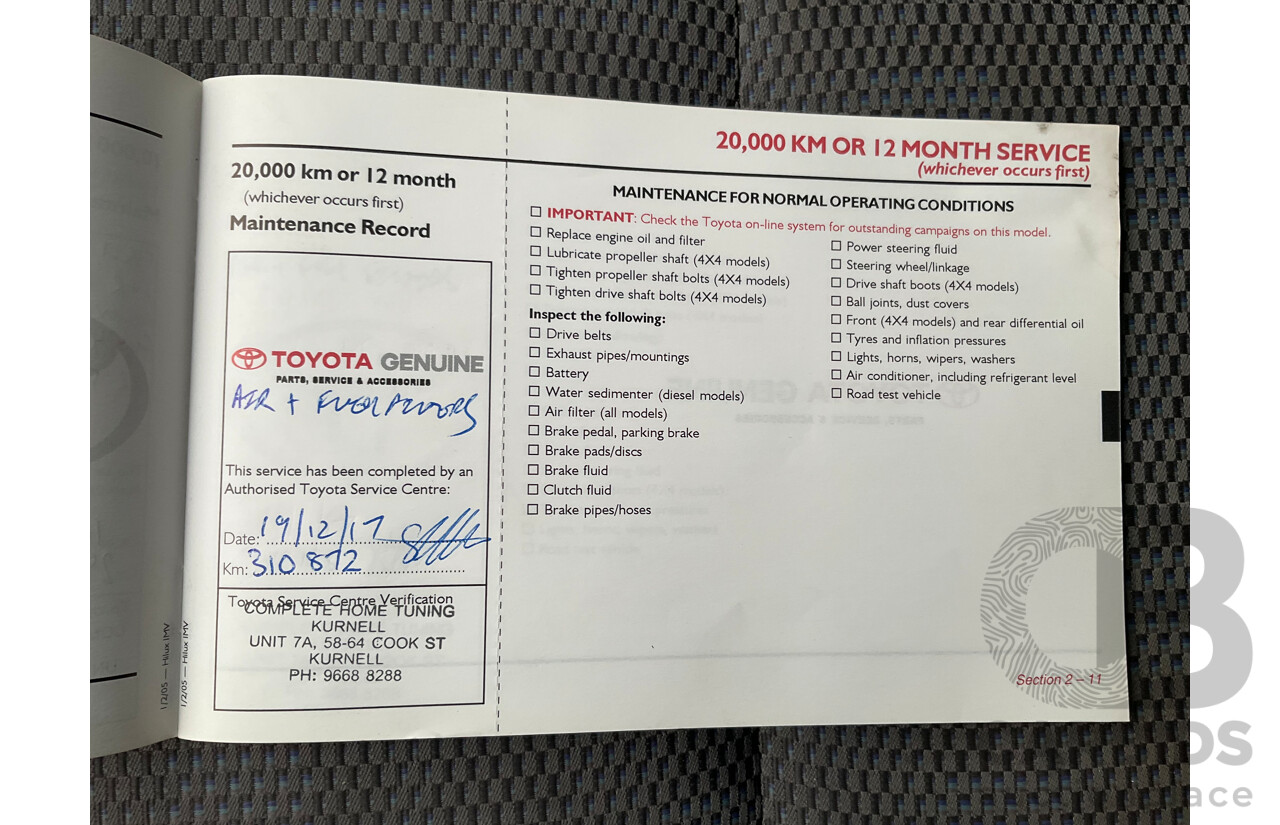 20,000 km or 12 month
(whichever occurs first)
Maintenance Record
TOYOTA GENUINE
PARTS, SERVICE & ACCESSORIES
AIR + FUEL FILTERS
This service has been completed by an
Authorised Toyota Service Centre:
Date: 19/12/17
Km: 310 872
Toyota Service Centre Verification
COMPLETE HOME TUNING
KURNELL
UNIT 7A, 58-64 COOK ST
KURNELL
PH: 9668 8288
1/2/05 — Hilux IMV
1/2/05 — Hilux IMV
20,000 KM OR 12 MONTH SERVICE
(whichever occurs first)
MAINTENANCE FOR NORMAL OPERATING CONDITIONS
IMPORTANT: Check the Toyota on-line system for outstanding campaigns on this model.
Replace engine oil and filter
Lubricate propeller shaft (4X4 models)
Tighten propeller shaft bolts (4X4 models)
Tighten drive shaft bolts (4X4 models)
Inspect the following:
Drive belts
Exhaust pipes/mountings
Battery
Water sedimenter (diesel models)
Air filter (all models)
Brake pedal, parking brake
Brake pads/discs
Brake fluid
Clutch fluid
Brake pipes/hoses
Power steering fluid
Steering wheel/linkage
Drive shaft boots (4X4 models)
Ball joints, dust covers
Front (4X4 models) and rear differential oil
Tyres and inflation pressures
Lights, horns, wipers, washers
Air conditioner, including refrigerant level
Road test vehicle
Section 2 – 11